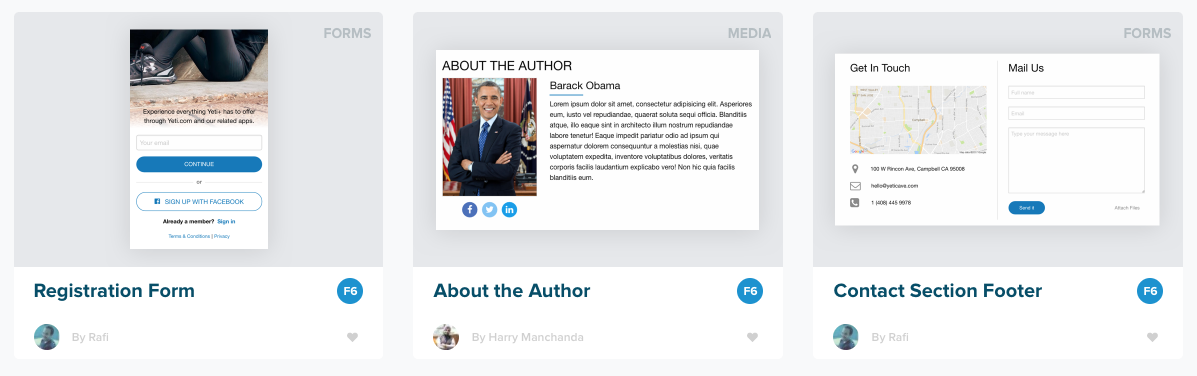 FORMS
Experience everything Yeti+ has to offer
through Yeti.com and our related apps.
Your email
CONTINUE
or
SIGN UP WITH FACEBOOK
Already a member? Sign in
Terms & Conditions | Privacy
Registration Form
F6
By Rafi
MEDIA
ABOUT THE AUTHOR
Barack Obama
Lorem ipsum dolor sit amet, consectetur adipisicing elit. Asperiores
eum, iusto vel repudiandae, quaerat soluta sequi officia. Blanditiis
atque, illo eaque sint in architecto illum nostrum repudiandae
labore tenetur! Eaque impedit pariatur odio ad ipsum qui
aspernatur dolorem consequuntur a molestias nisi, quae
voluptatem expedita, inventore voluptatibus dolores, veritatis
corporis facilis laudantium explicabo vero! Non hic quia facilis
blanditiis eum.
About the Author
F6
By Harry Manchanda
FORMS
Get In Touch
100 W Rincon Ave, Campbell CA 95008
hello@yeticave.com
1 (408) 445 9978
Mail Us
Full name
Email
Type your message here
Send it
Attach Files
Contact Section Footer
F6
By Rafi